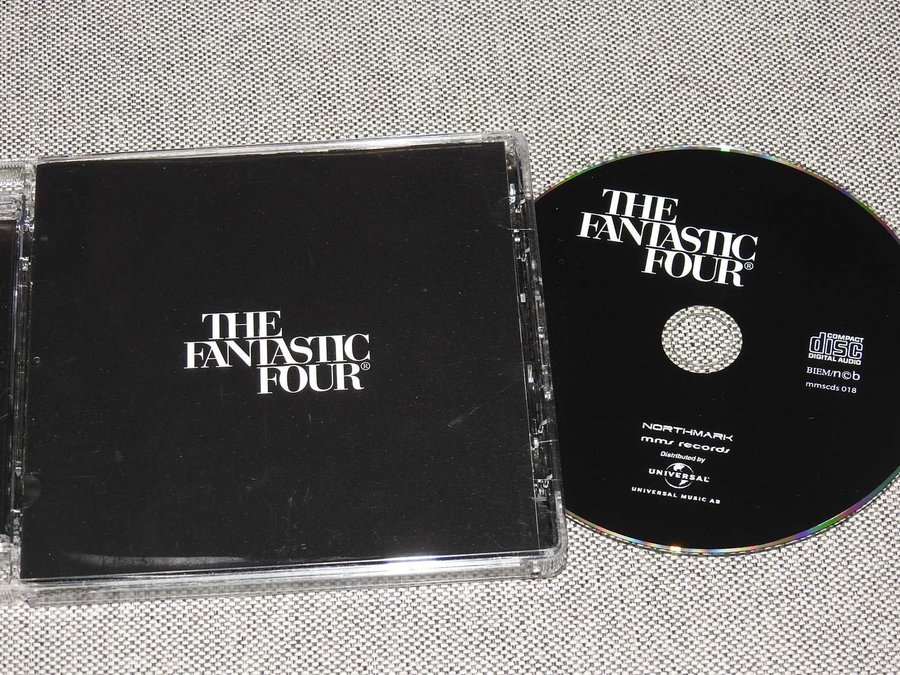 THE
FANTASTIC
FOUR®
THE
FANTASTIC
FOUR®
COMPACT
disc
DIGITAL AUDIO
BIEM/n©b
mmscds 018
NORTHMARK
mms records
Distributed by
UNIVERSAL
UNIVERSAL MUSIC AB